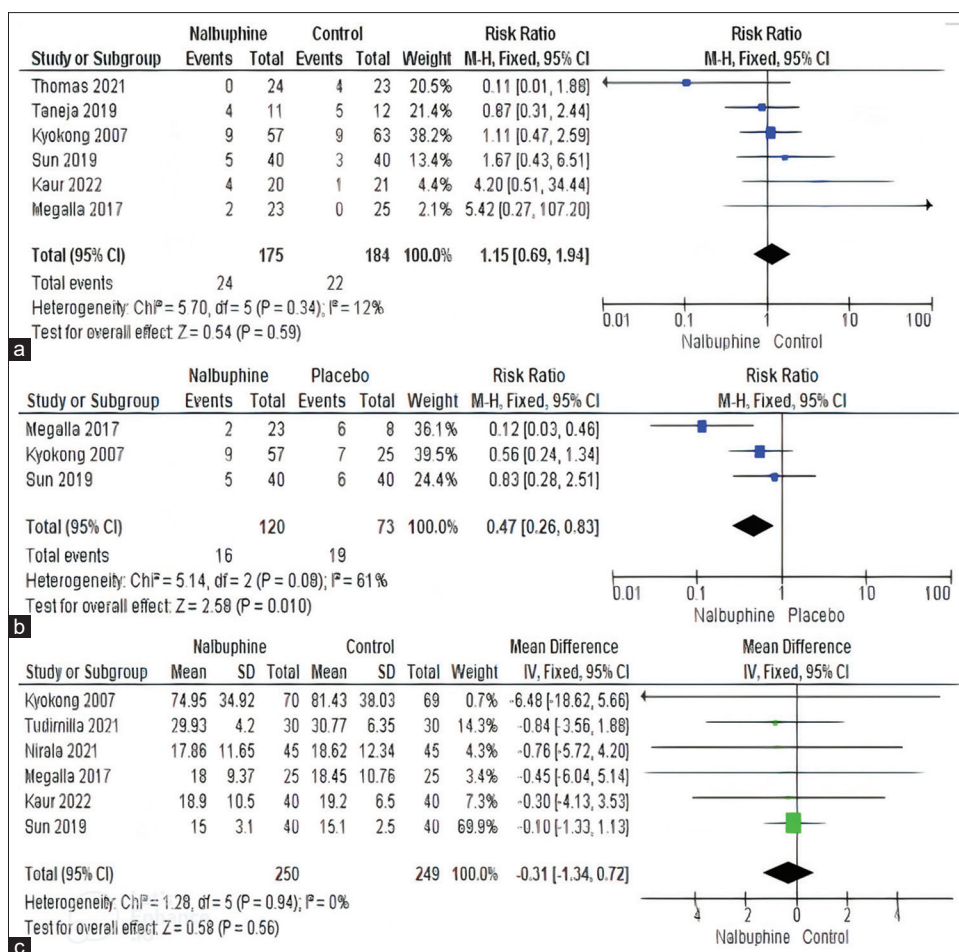 Nalbuphine Control Risk Ratio Risk Ratio
Study or Subgroup Events Total Events Total Weight M-H, Fixed, 95% CI M-H, Fixed, 95% CI
Thomas 2021 0 24 4 23 20.5% 0.11 [0.01, 1.88]
Taneja 2019 4 11 5 12 21.4% 0.87 [0.31, 2.44]
Kyokong 2007 9 57 9 63 38.2% 1.11 [0.47, 2.59]
Sun 2019 5 40 3 40 13.4% 1.67 [0.43, 6.51]
Kaur 2022 4 20 1 21 4.4% 4.20 [0.51, 34.44]
Megalla 2017 2 23 0 25 2.1% 5.42 [0.27, 107.20]
Total (95% CI) 175 184 100.0% 1.15 [0.69, 1.94]
Total events 24 22
Heterogeneity: Chi² = 5.70, df = 5 (P = 0.34); I² = 12%
Test for overall effect: Z = 0.54 (P = 0.59)
0.01 0.1 1 10 100
Nalbuphine Control
a
Nalbuphine Placebo Risk Ratio Risk Ratio
Study or Subgroup Events Total Events Total Weight M-H, Fixed, 95% CI M-H, Fixed, 95% CI
Megalla 2017 2 23 6 8 36.1% 0.12 [0.03, 0.46]
Kyokong 2007 9 57 7 25 39.5% 0.56 [0.24, 1.34]
Sun 2019 5 40 6 40 24.4% 0.83 [0.28, 2.51]
Total (95% CI) 120 73 100.0% 0.47 [0.26, 0.83]
Total events 16 19
Heterogeneity: Chi² = 5.14, df = 2 (P = 0.08); I² = 61%
Test for overall effect: Z = 2.58 (P = 0.010)
0.01 0.1 1 10 100
Nalbuphine Placebo
b
Nalbuphine Control Mean Difference Mean Difference
Study or Subgroup Mean SD Total Mean SD Total Weight IV, Fixed, 95% CI IV, Fixed, 95% CI
Kyokong 2007 74.95 34.92 70 81.43 38.03 69 0.7% -6.48 [-18.62, 5.66]
Tudimilla 2021 29.93 4.2 30 30.77 6.35 30 14.3% -0.84 [-3.56, 1.88]
Nirala 2021 17.86 11.65 45 18.62 12.34 45 4.3% -0.76 [-5.72, 4.20]
Megalla 2017 18 9.37 25 18.45 10.76 25 3.4% -0.45 [-6.04, 5.14]
Kaur 2022 18.9 10.5 40 19.2 6.5 40 7.3% -0.30 [-4.13, 3.53]
Sun 2019 15 3.1 40 15.1 2.5 40 69.9% -0.10 [-1.33, 1.13]
Total (95% CI) 250 249 100.0% -0.31 [-1.34, 0.72]
Heterogeneity: Chi² = 1.28, df = 5 (P = 0.94); I² = 0%
Test for overall effect: Z = 0.58 (P = 0.56)
4 2 0 2 4
Nalbuphine Control
c